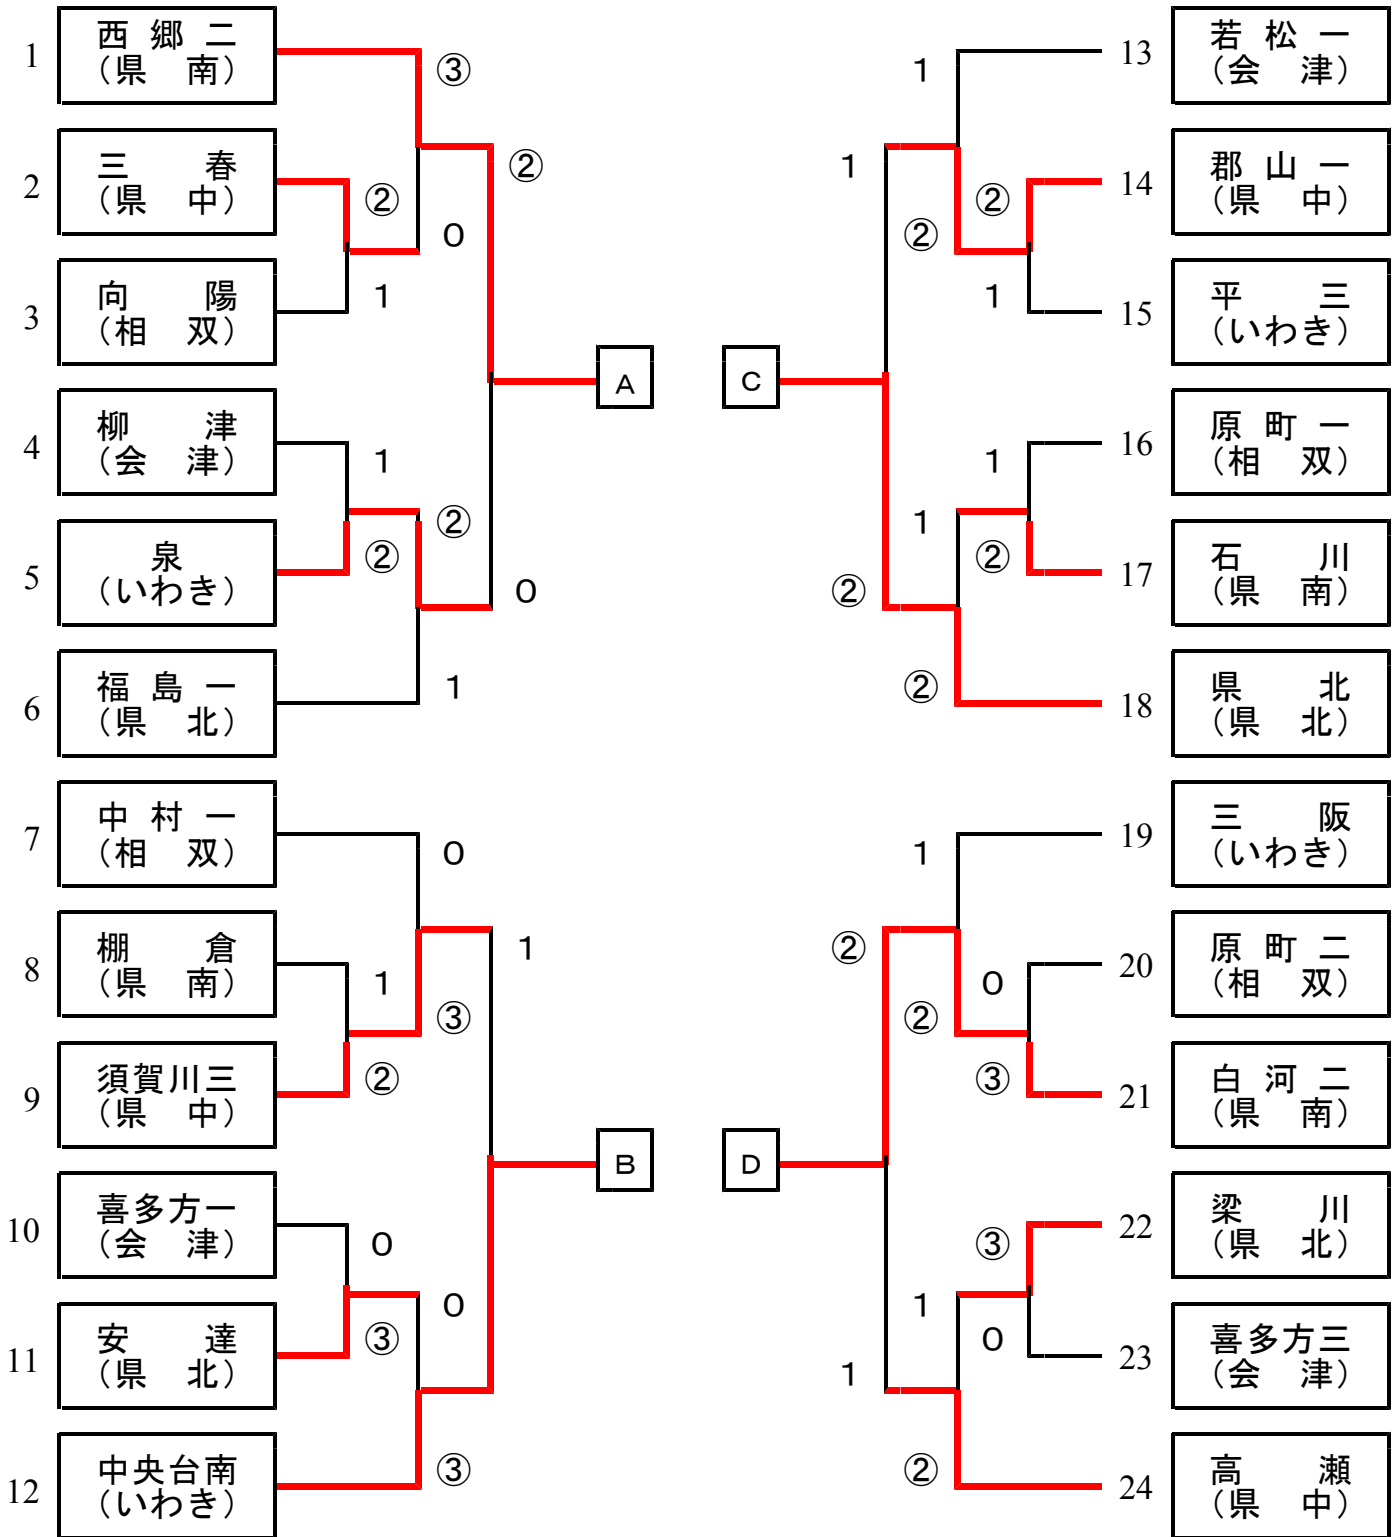 1 西郷二
(県 南)
③
2 三 春
(県 中)
②
0
②
3 向 陽
(相 双)
1
A
4 柳 津
(会 津)
1
②
5 泉
(いわき)
②
0
6 福島一
(県 北)
1
7 中村一
(相 双)
0
1
8 棚 倉
(県 南)
1
③
9 須賀川三
(県 中)
②
B
10 喜多方一
(会 津)
0
0
11 安 達
(県 北)
③
12 中央台南
(いわき)
③
1
13 若松一
(会 津)
1
②
②
14 郡山一
(県 中)
1
15 平 三
(いわき)
C
1
16 原町一
(相 双)
1
②
②
17 石 川
(県 南)
②
18 県 北
(県 北)
1
19 三 阪
(いわき)
②
0
20 原町二
(相 双)
②
③
21 白河二
(県 南)
D
③
22 梁 川
(県 北)
1
0
23 喜多方三
(会 津)
1
②
24 高 瀬
(県 中)